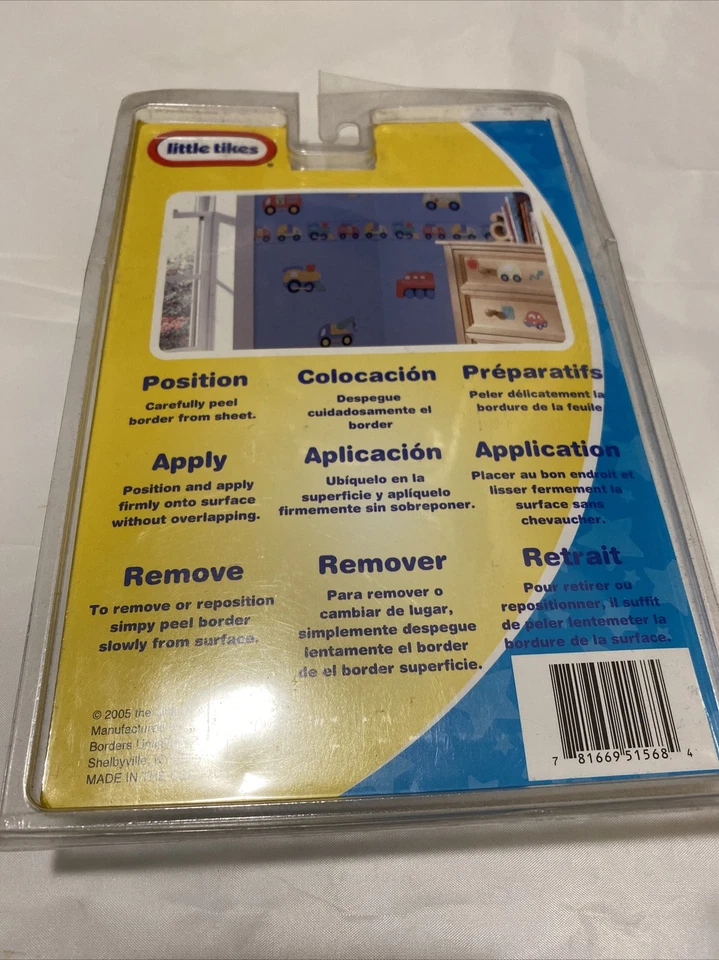 little tikes
Position
Carefully peel
border from sheet.
Apply
Position and apply
firmly onto surface
without overlapping.
Remove
To remove or reposition
simpy peel border
slowly from surface.
Colocación
Despegue
cuidadosamente el
border
Aplicación
Ubíquelo en la
superficie y aplíquelo
firmemente sin sobreponer.
Remover
Para remover o
cambiar de lugar,
simplemente despegue
lentamente el border
de el border superficie.
Préparatifs
Peler délicatement la
bordure de la feuile
Application
Placer au bon endroit et
lisser fermement la
surface sans
chevaucher.
Retrait
Pour retirer ou
repositionner, il suffit
de peler lentemeter la
bordure de la surface.
© 2005 the
Manufactured
Borders
Shelbyville,
MADE IN THE
7 81669 51568 4